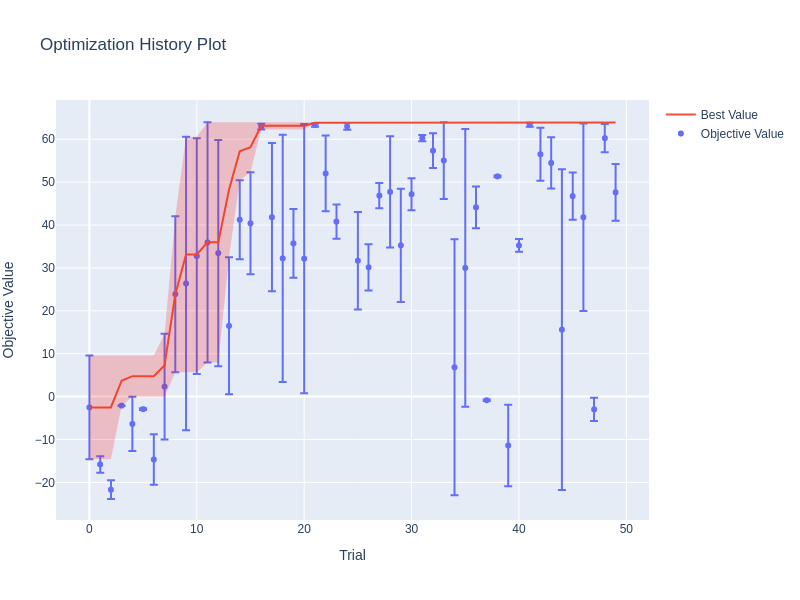 Optimization History Plot
Best Value
Objective Value
60
50
40
30
20
10
0
−10
−20
Objective Value
0 10 20 30 40 50
Trial